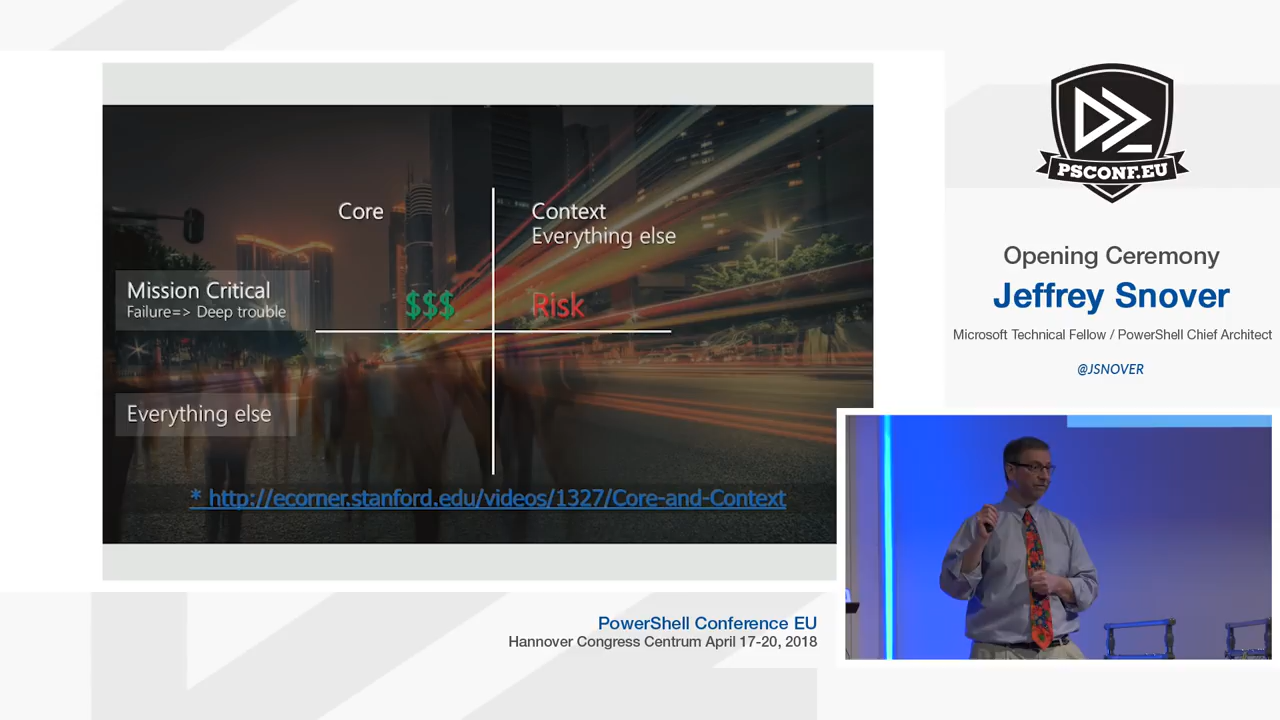 Core
Context
Everything else
Mission Critical
Failure=> Deep trouble
$$$
Risk
Everything else
* http://ecorner.stanford.edu/videos/1327/Core-and-Context
PSCONF.EU
Opening Ceremony
Jeffrey Snover
Microsoft Technical Fellow / PowerShell Chief Architect
@JSNOVER
PowerShell Conference EU
Hannover Congress Centrum April 17-20, 2018